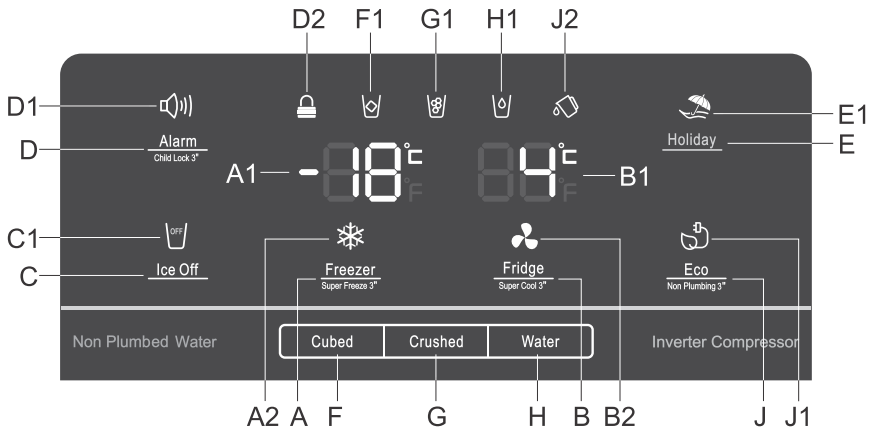 D2 F1 G1 H1 J2
D1 E1
Alarm Holiday
D Child Lock 3" E
A1 -18 °C °F 4 °C °F B1
OFF
C1
C Ice Off Freezer Fridge Eco
Super Freeze 3" Super Cool 3" Non Plumbing 3"
Non Plumbed Water Cubed Crushed Water Inverter Compressor
A2 A F G H B B2 J J1